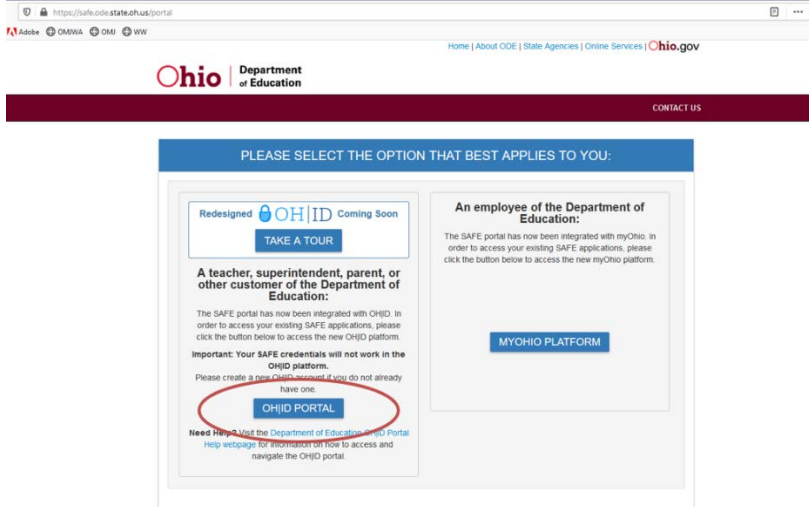 https://safe.ode.state.oh.us/portal
Adobe OMIWA OMJ WW
Home | About ODE | State Agencies | Online Services | Ohio.gov
Ohio Department
of Education
CONTACT US
PLEASE SELECT THE OPTION THAT BEST APPLIES TO YOU:
Redesigned OH|ID Coming Soon
TAKE A TOUR
A teacher, superintendent, parent, or
other customer of the Department of
Education:
The SAFE portal has now been integrated with OH|ID. In
order to access your existing SAFE applications, please
click the button below to access the new OH|ID platform.
Important: Your SAFE credentials will not work in the
OH|ID platform.
Please create a new OH|ID account if you do not already
have one.
OH|ID PORTAL
Need Help? Visit the Department of Education OH|ID Portal
Help webpage for information on how to access and
navigate the OH|ID portal.
An employee of the Department of
Education:
The SAFE portal has now been integrated with myOhio. In
order to access your existing SAFE applications, please
click the button below to access the new myOhio platform.
MYOHIO PLATFORM